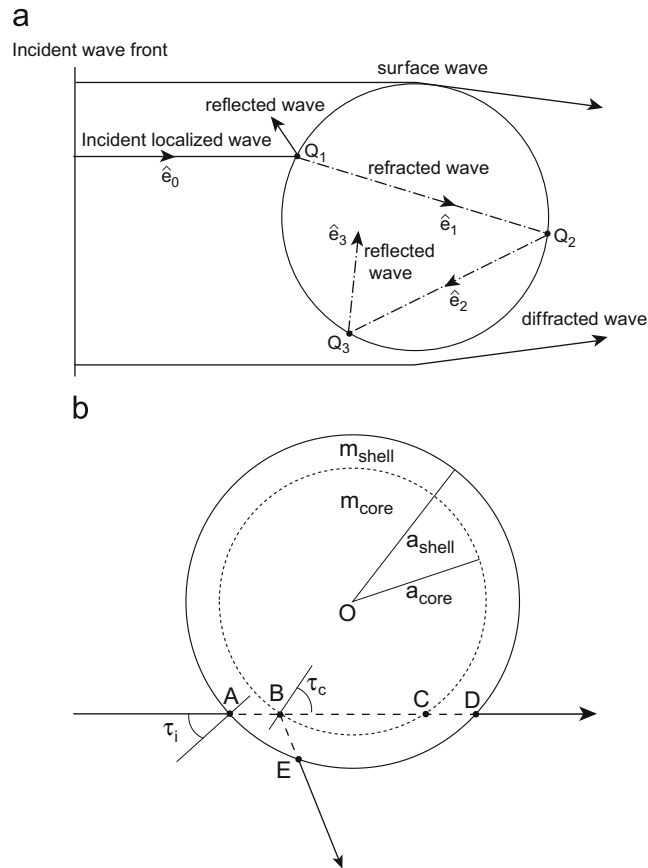 a
Incident wave front
surface wave
reflected wave
Incident localized wave
Q1
refracted wave
ê0
ê1
ê3
reflected
wave
Q2
ê2
diffracted wave
Q3
b
mshell
mcore
ashell
acore
O
A
B
τc
C
D
τi
E